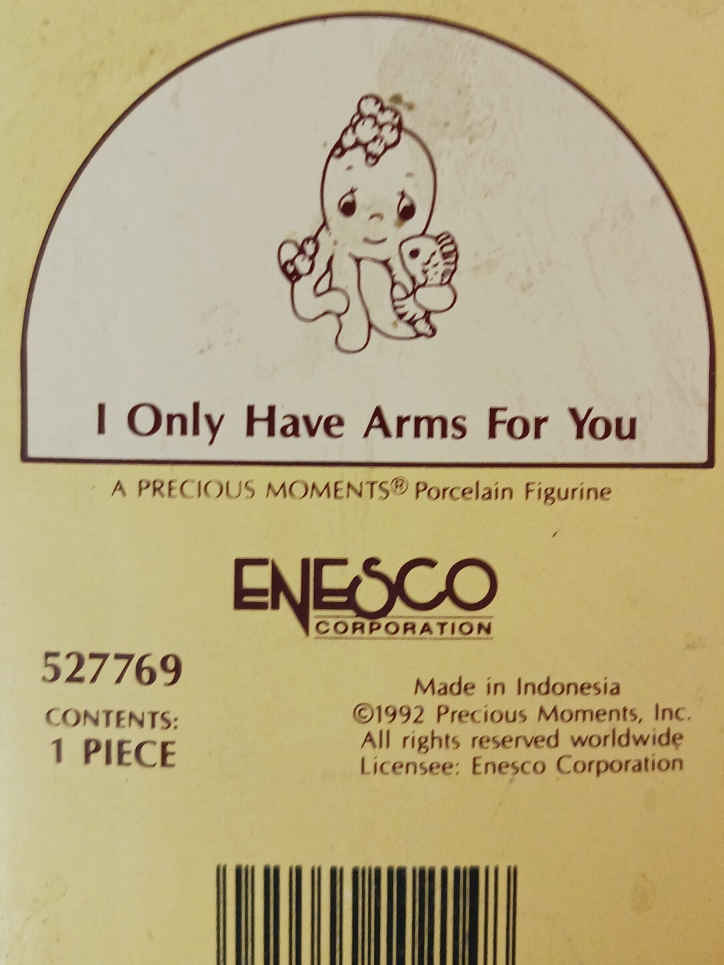 I Only Have Arms For You
A PRECIOUS MOMENTS® Porcelain Figurine
ENESCO
CORPORATION
527769
CONTENTS:
1 PIECE
Made in Indonesia
©1992 Precious Moments, Inc.
All rights reserved worldwide
Licensee: Enesco Corporation